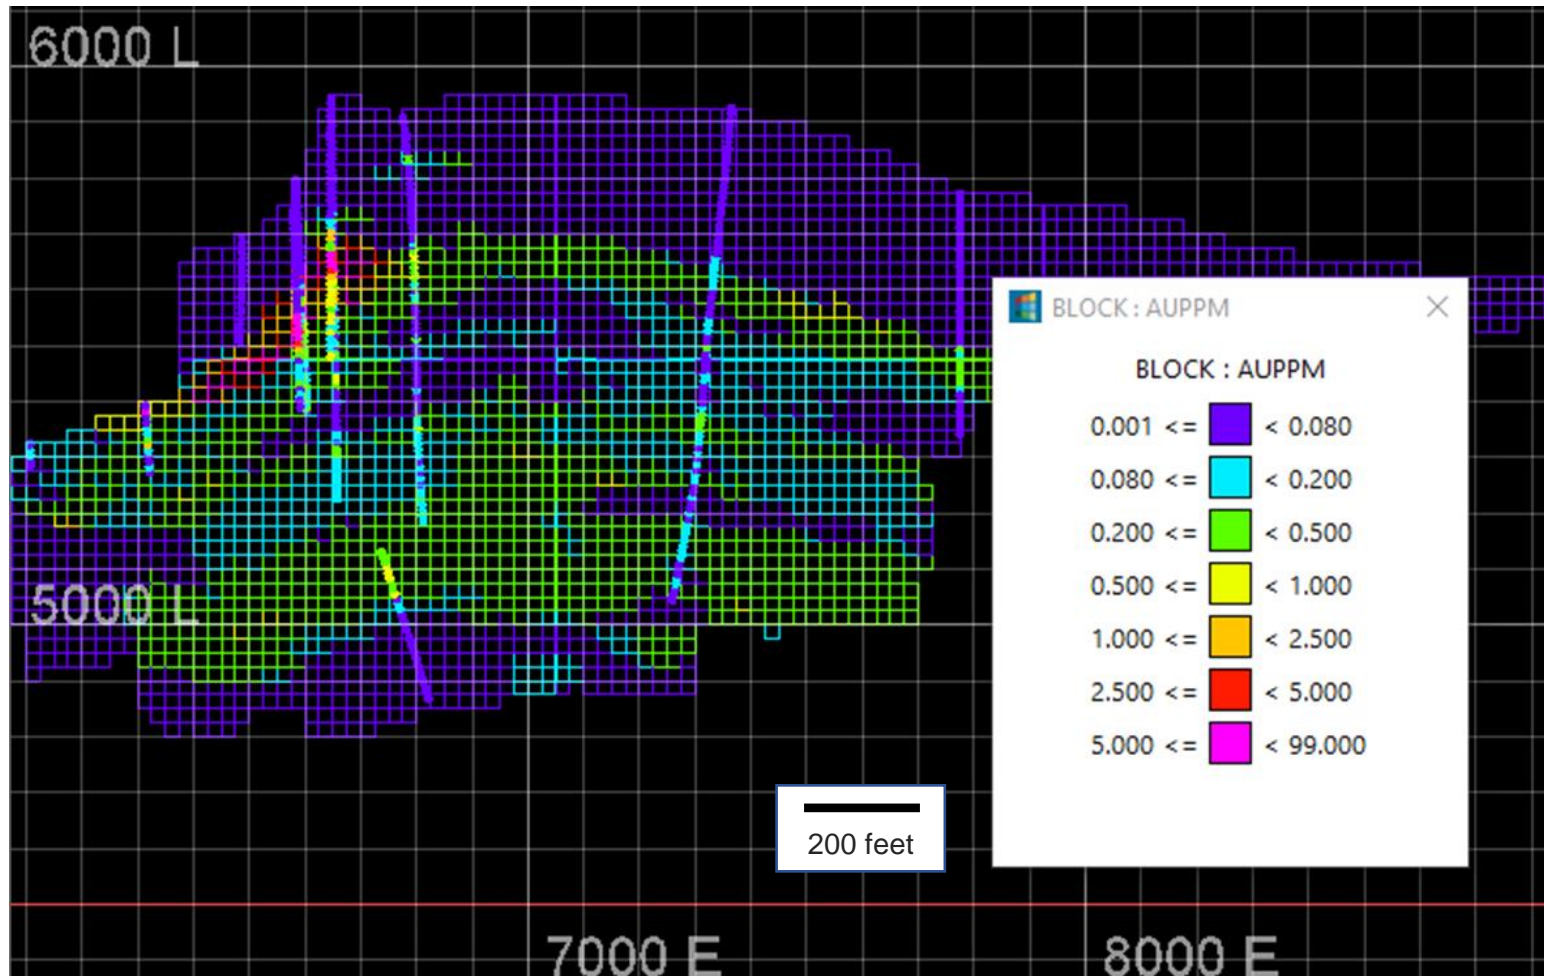 6000 L
BLOCK : AUPPM
BLOCK : AUPPM
0.001 <= < 0.080
0.080 <= < 0.200
0.200 <= < 0.500
0.500 <= < 1.000
1.000 <= < 2.500
2.500 <= < 5.000
5.000 <= < 99.000
5000 L
200 feet
7000 E
8000 E